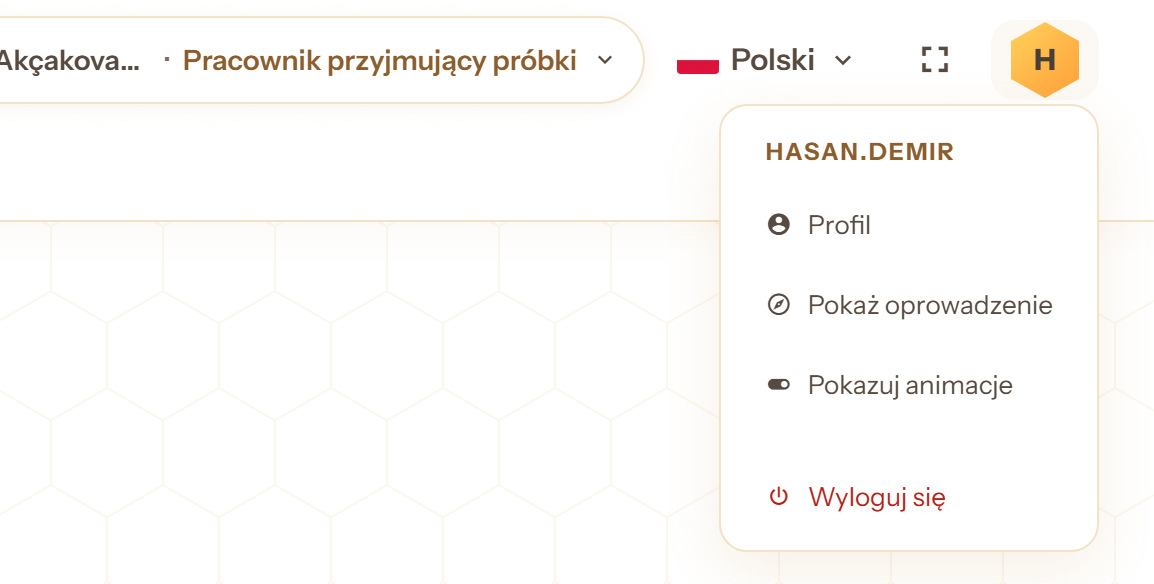 Akçakova... · Pracownik przyjmujący próbki
Polski
H
HASAN.DEMIR
Profil
Pokaż oprowadzenie
Pokazuj animacje
Wyloguj się